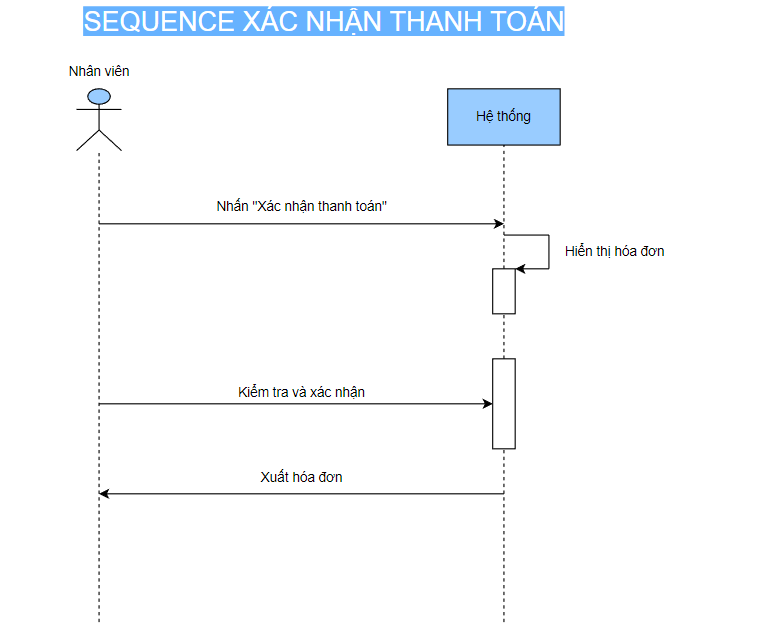 SEQUENCE XÁC NHẬN THANH TOÁN
Nhân viên
Hệ thống
Nhấn "Xác nhận thanh toán"
Hiển thị hóa đơn
Kiểm tra và xác nhận
Xuất hóa đơn